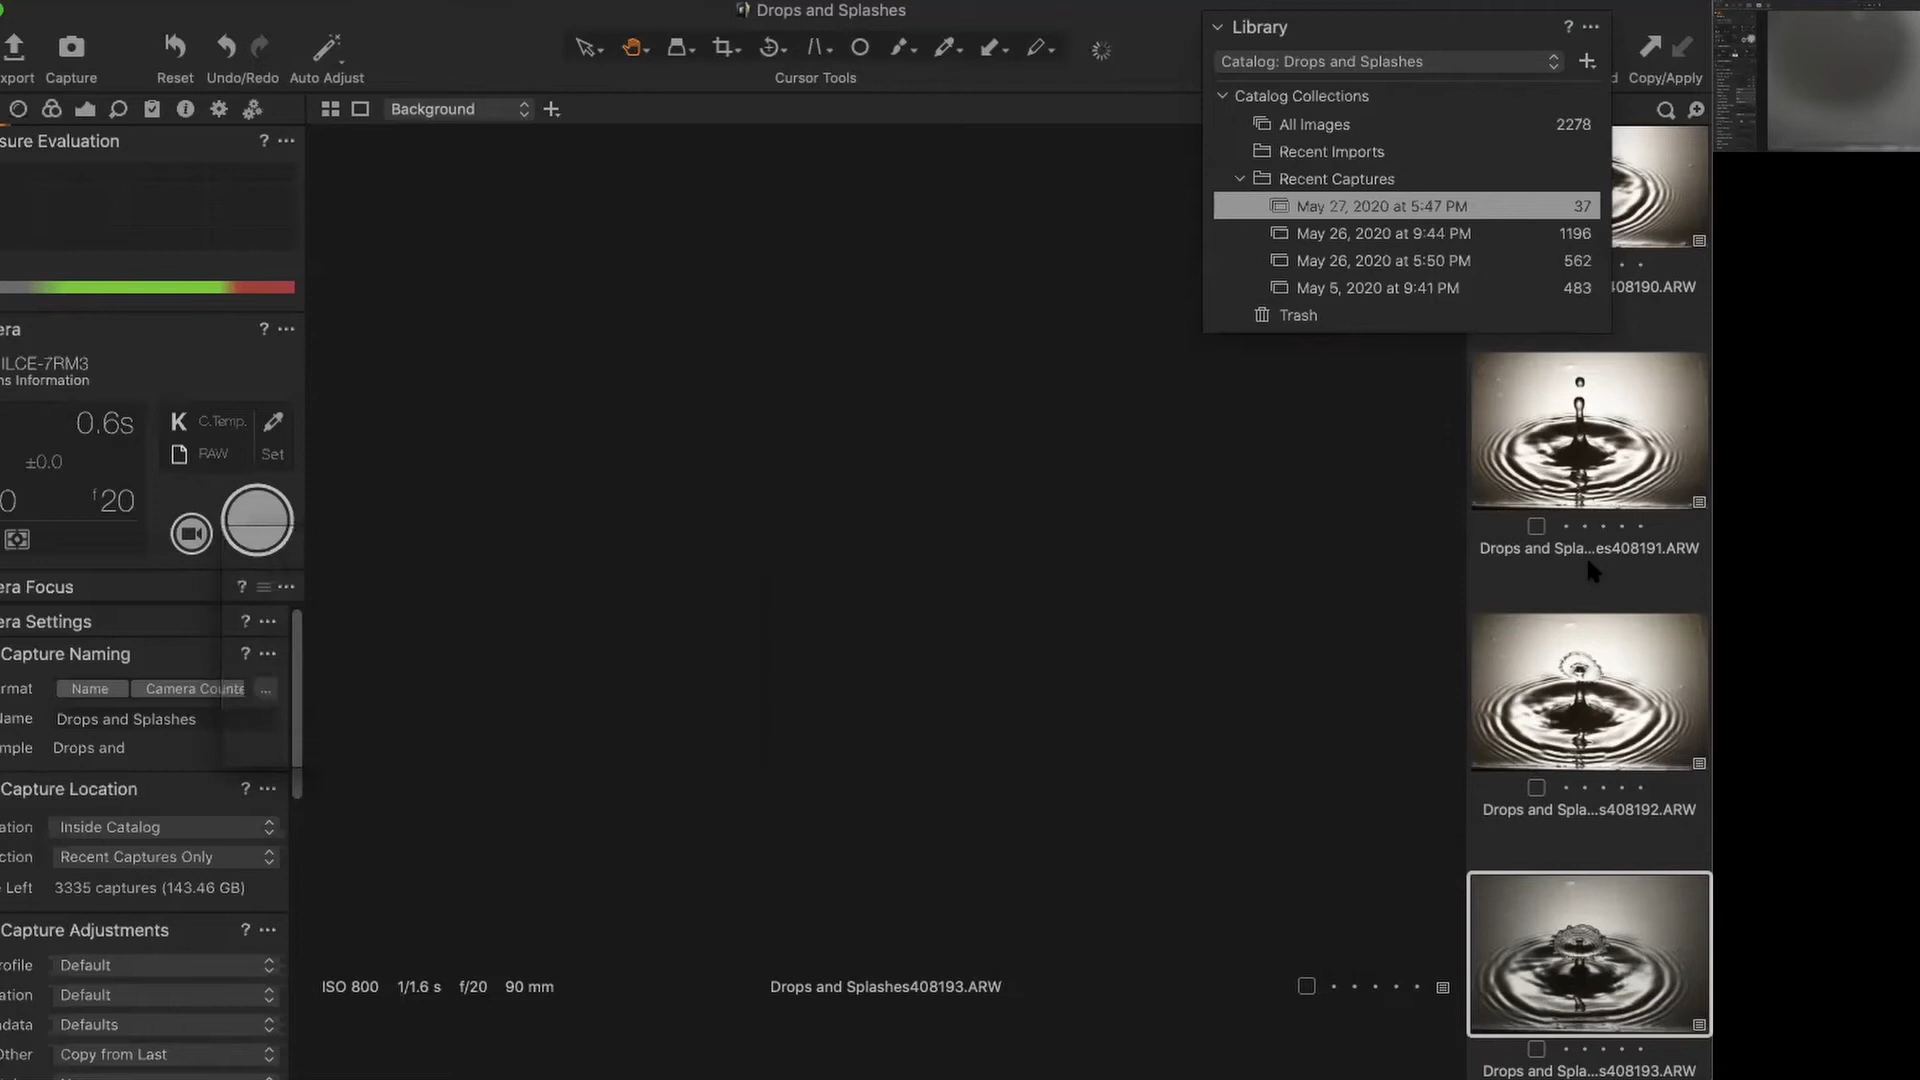 Drops and Splashes
xport
Capture
Reset
Undo/Redo
Auto Adjust
Cursor Tools
Copy/Apply
Background
Library
?
Catalog: Drops and Splashes
Catalog Collections
All Images 2278
Recent Imports
Recent Captures
May 27, 2020 at 5:47 PM 37
May 26, 2020 at 9:44 PM 1196
May 26, 2020 at 5:50 PM 562
May 5, 2020 at 9:41 PM 483
Trash
sure Evaluation ?
era ?
ILCE-7RM3
ns Information
0.6s
±0.0
0 f20
K C.Temp.
RAW Set
era Focus ?
era Settings ?
Capture Naming ?
rmat Name Camera Counte ...
Name Drops and Splashes
mple Drops and
Capture Location ?
ation Inside Catalog
ction Recent Captures Only
e Left 3335 captures (143.46 GB)
Capture Adjustments ?
rofile Default
ation Default
adata Defaults
Other Copy from Last
ISO 800 1/1.6 s f/20 90 mm
Drops and Splashes408193.ARW
408190.ARW
Drops and Spla...es408191.ARW
Drops and Spla...s408192.ARW
Drops and Spla...s408193.ARW